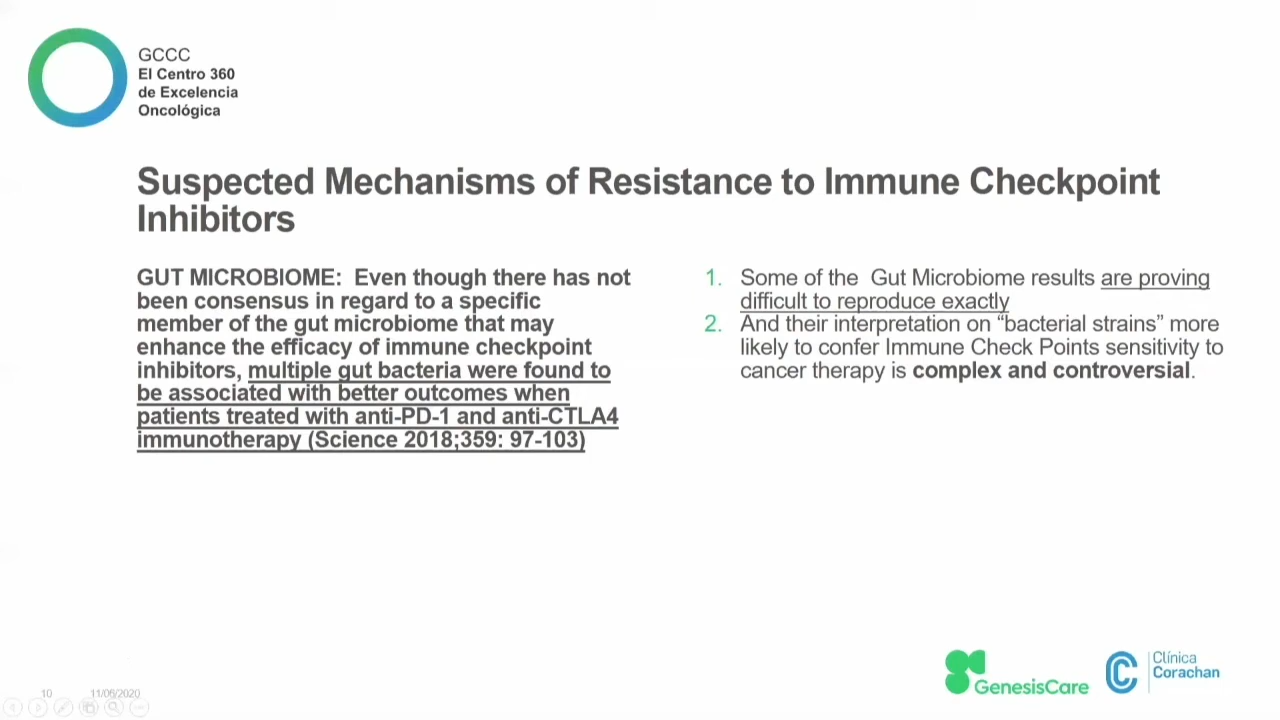 GCCC
El Centro 360
de Excelencia
Oncológica
Suspected Mechanisms of Resistance to Immune Checkpoint
Inhibitors
GUT MICROBIOME: Even though there has not
been consensus in regard to a specific
member of the gut microbiome that may
enhance the efficacy of immune checkpoint
inhibitors, multiple gut bacteria were found to
be associated with better outcomes when
patients treated with anti-PD-1 and anti-CTLA4
immunotherapy (Science 2018;359: 97-103)
1. Some of the Gut Microbiome results are proving
difficult to reproduce exactly
2. And their interpretation on “bacterial strains” more
likely to confer Immune Check Points sensitivity to
cancer therapy is complex and controversial.
10 11/06/2020
GenesisCare
Clínica
Corachan